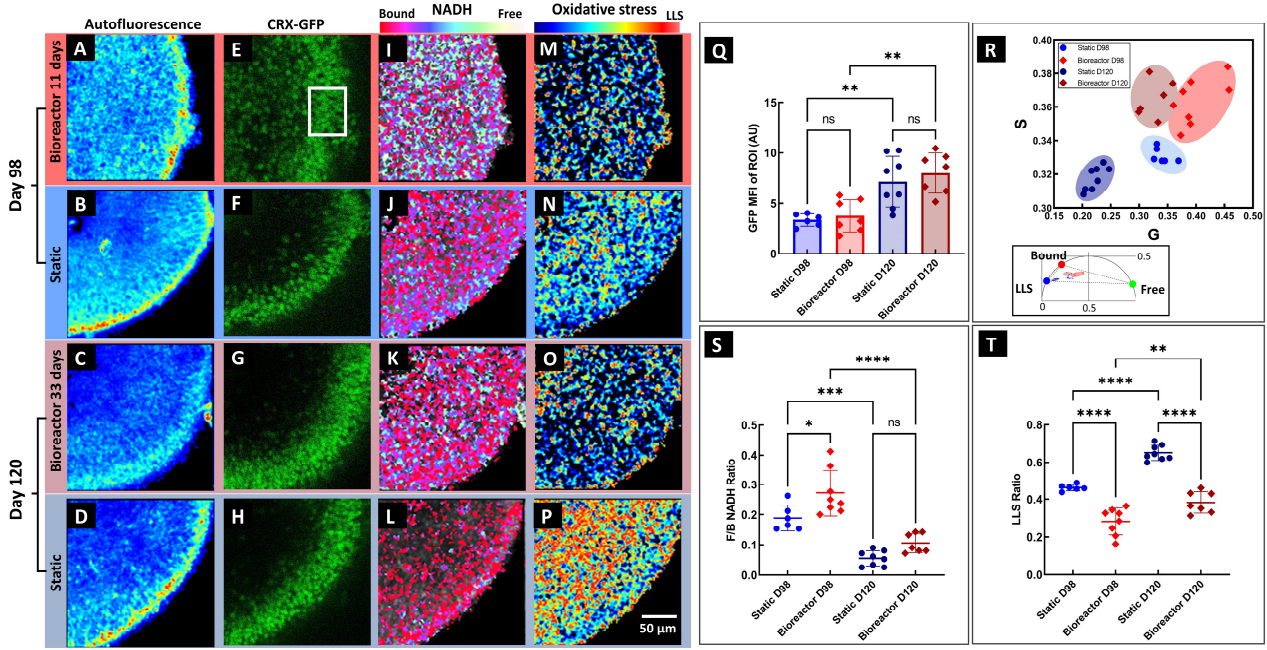 Autofluorescence
CRX-GFP
NADH
Bound
Free
Oxidative stress
LLS
Day 98
Day 120
Bioreactor 11 days
Static
Bioreactor 33 days
Static
A
E
I
M
B
F
J
N
C
G
K
O
D
H
L
P
50 µm
Q
GFP MFI of ROI (AU)
15
10
5
0
**
**
ns
ns
Static D98
Bioreactor D98
Static D120
Bioreactor D120
R
S
0.40
0.38
0.36
0.34
0.32
0.30
Static D98
Bioreactor D98
Static D120
Bioreactor D120
0.15
0.20
0.25
0.30
0.35
0.40
0.45
0.50
G
Bound
0.5
LLS
Free
0
0.5
S
F/B NADH Ratio
0.5
0.4
0.3
0.2
0.1
0.0
****
***
*
ns
Static D98
Bioreactor D98
Static D120
Bioreactor D120
T
LLS Ratio
0.8
0.6
0.4
0.2
0.0
**
****
****
****
Static D98
Bioreactor D98
Static D120
Bioreactor D120